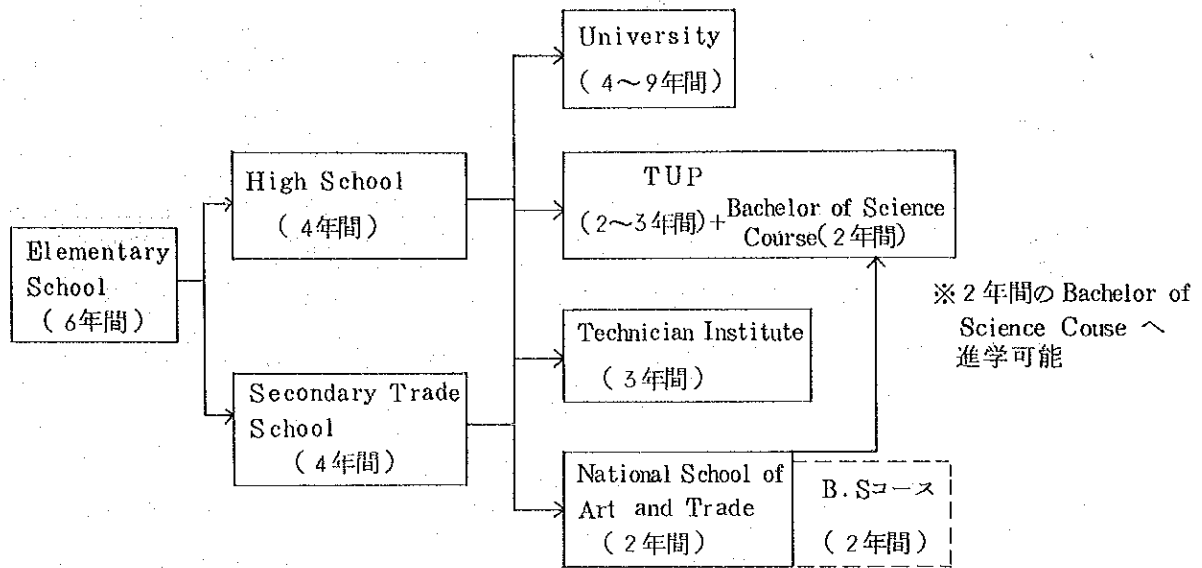 University
(4〜9年間)
High School
(4年間)
TUP
(2〜3年間)+Bachelor of Science
Course(2年間)
Elementary
School
(6年間)
※2年間の Bachelor of
Science Couse へ
進学可能
Technician Institute
(3年間)
Secondary Trade
School
(4年間)
National School of
Art and Trade
(2年間)
B.Sコース
(2年間)